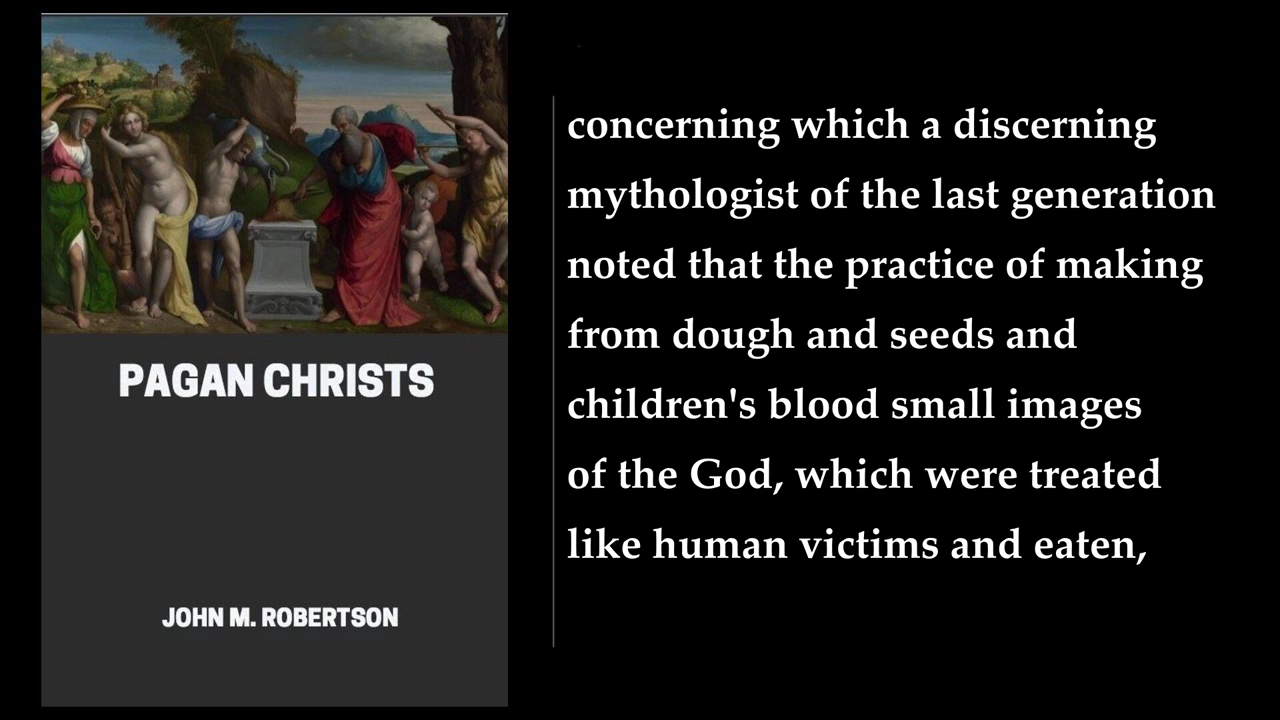 PAGAN CHRISTS
JOHN M. ROBERTSON
concerning which a discerning
mythologist of the last generation
noted that the practice of making
from dough and seeds and
children's blood small images
of the God, which were treated
like human victims and eaten,